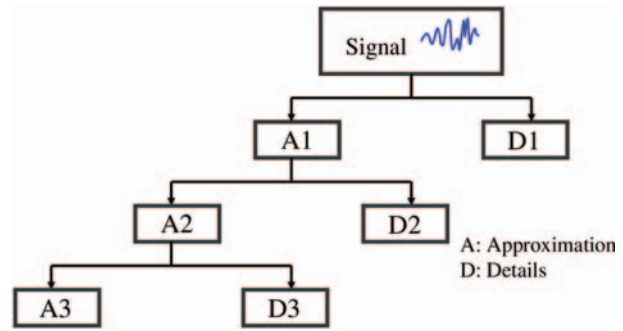 Signal
A1
D1
A2
D2
A: Approximation
D: Details
A3
D3